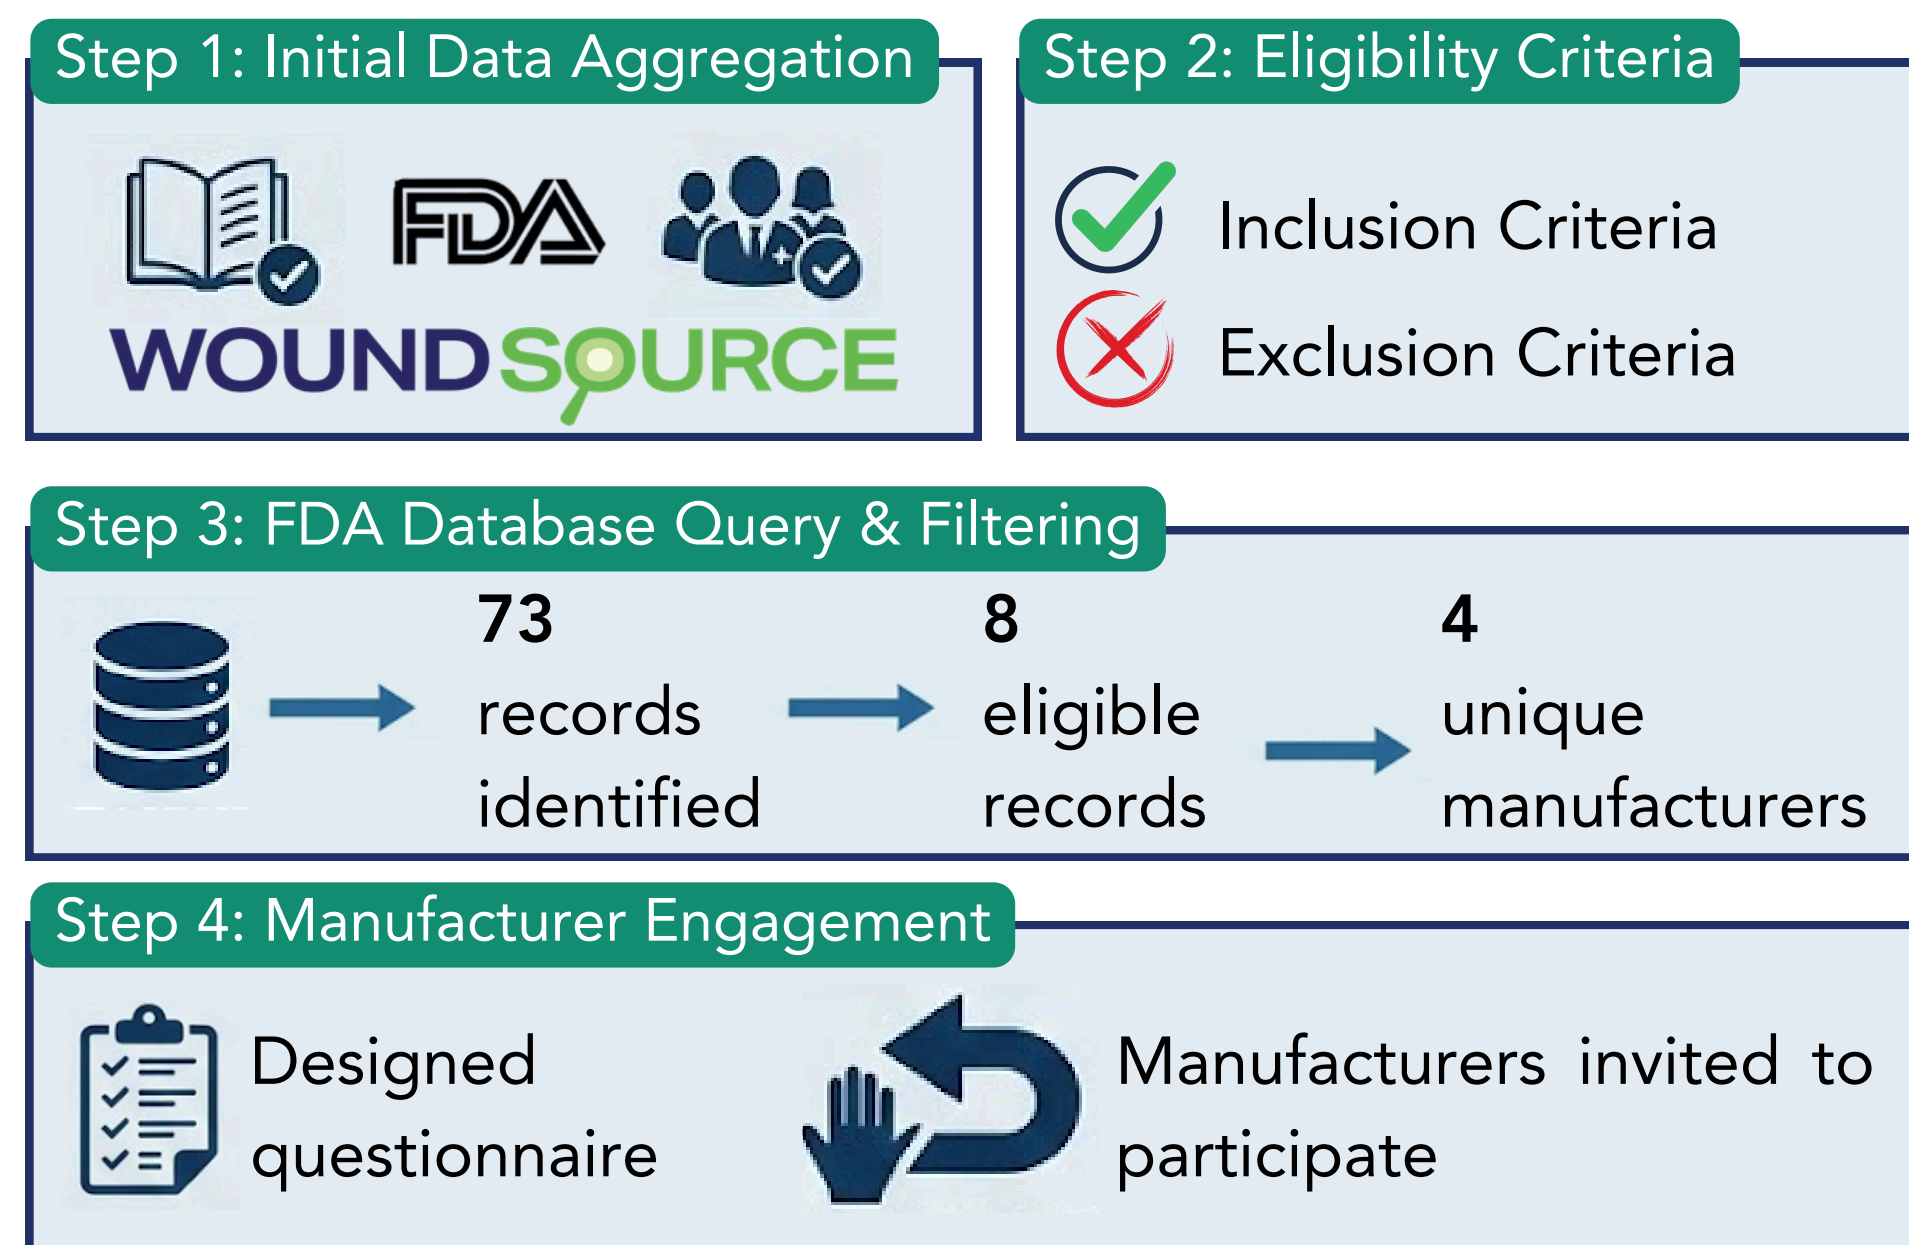 Step 1: Initial Data Aggregation
FDA
WOUNDSOURCE
Step 2: Eligibility Criteria
Inclusion Criteria
Exclusion Criteria
Step 3: FDA Database Query & Filtering
73
records
identified
8
eligible
records
4
unique
manufacturers
Step 4: Manufacturer Engagement
Designed
questionnaire
Manufacturers invited to
participate